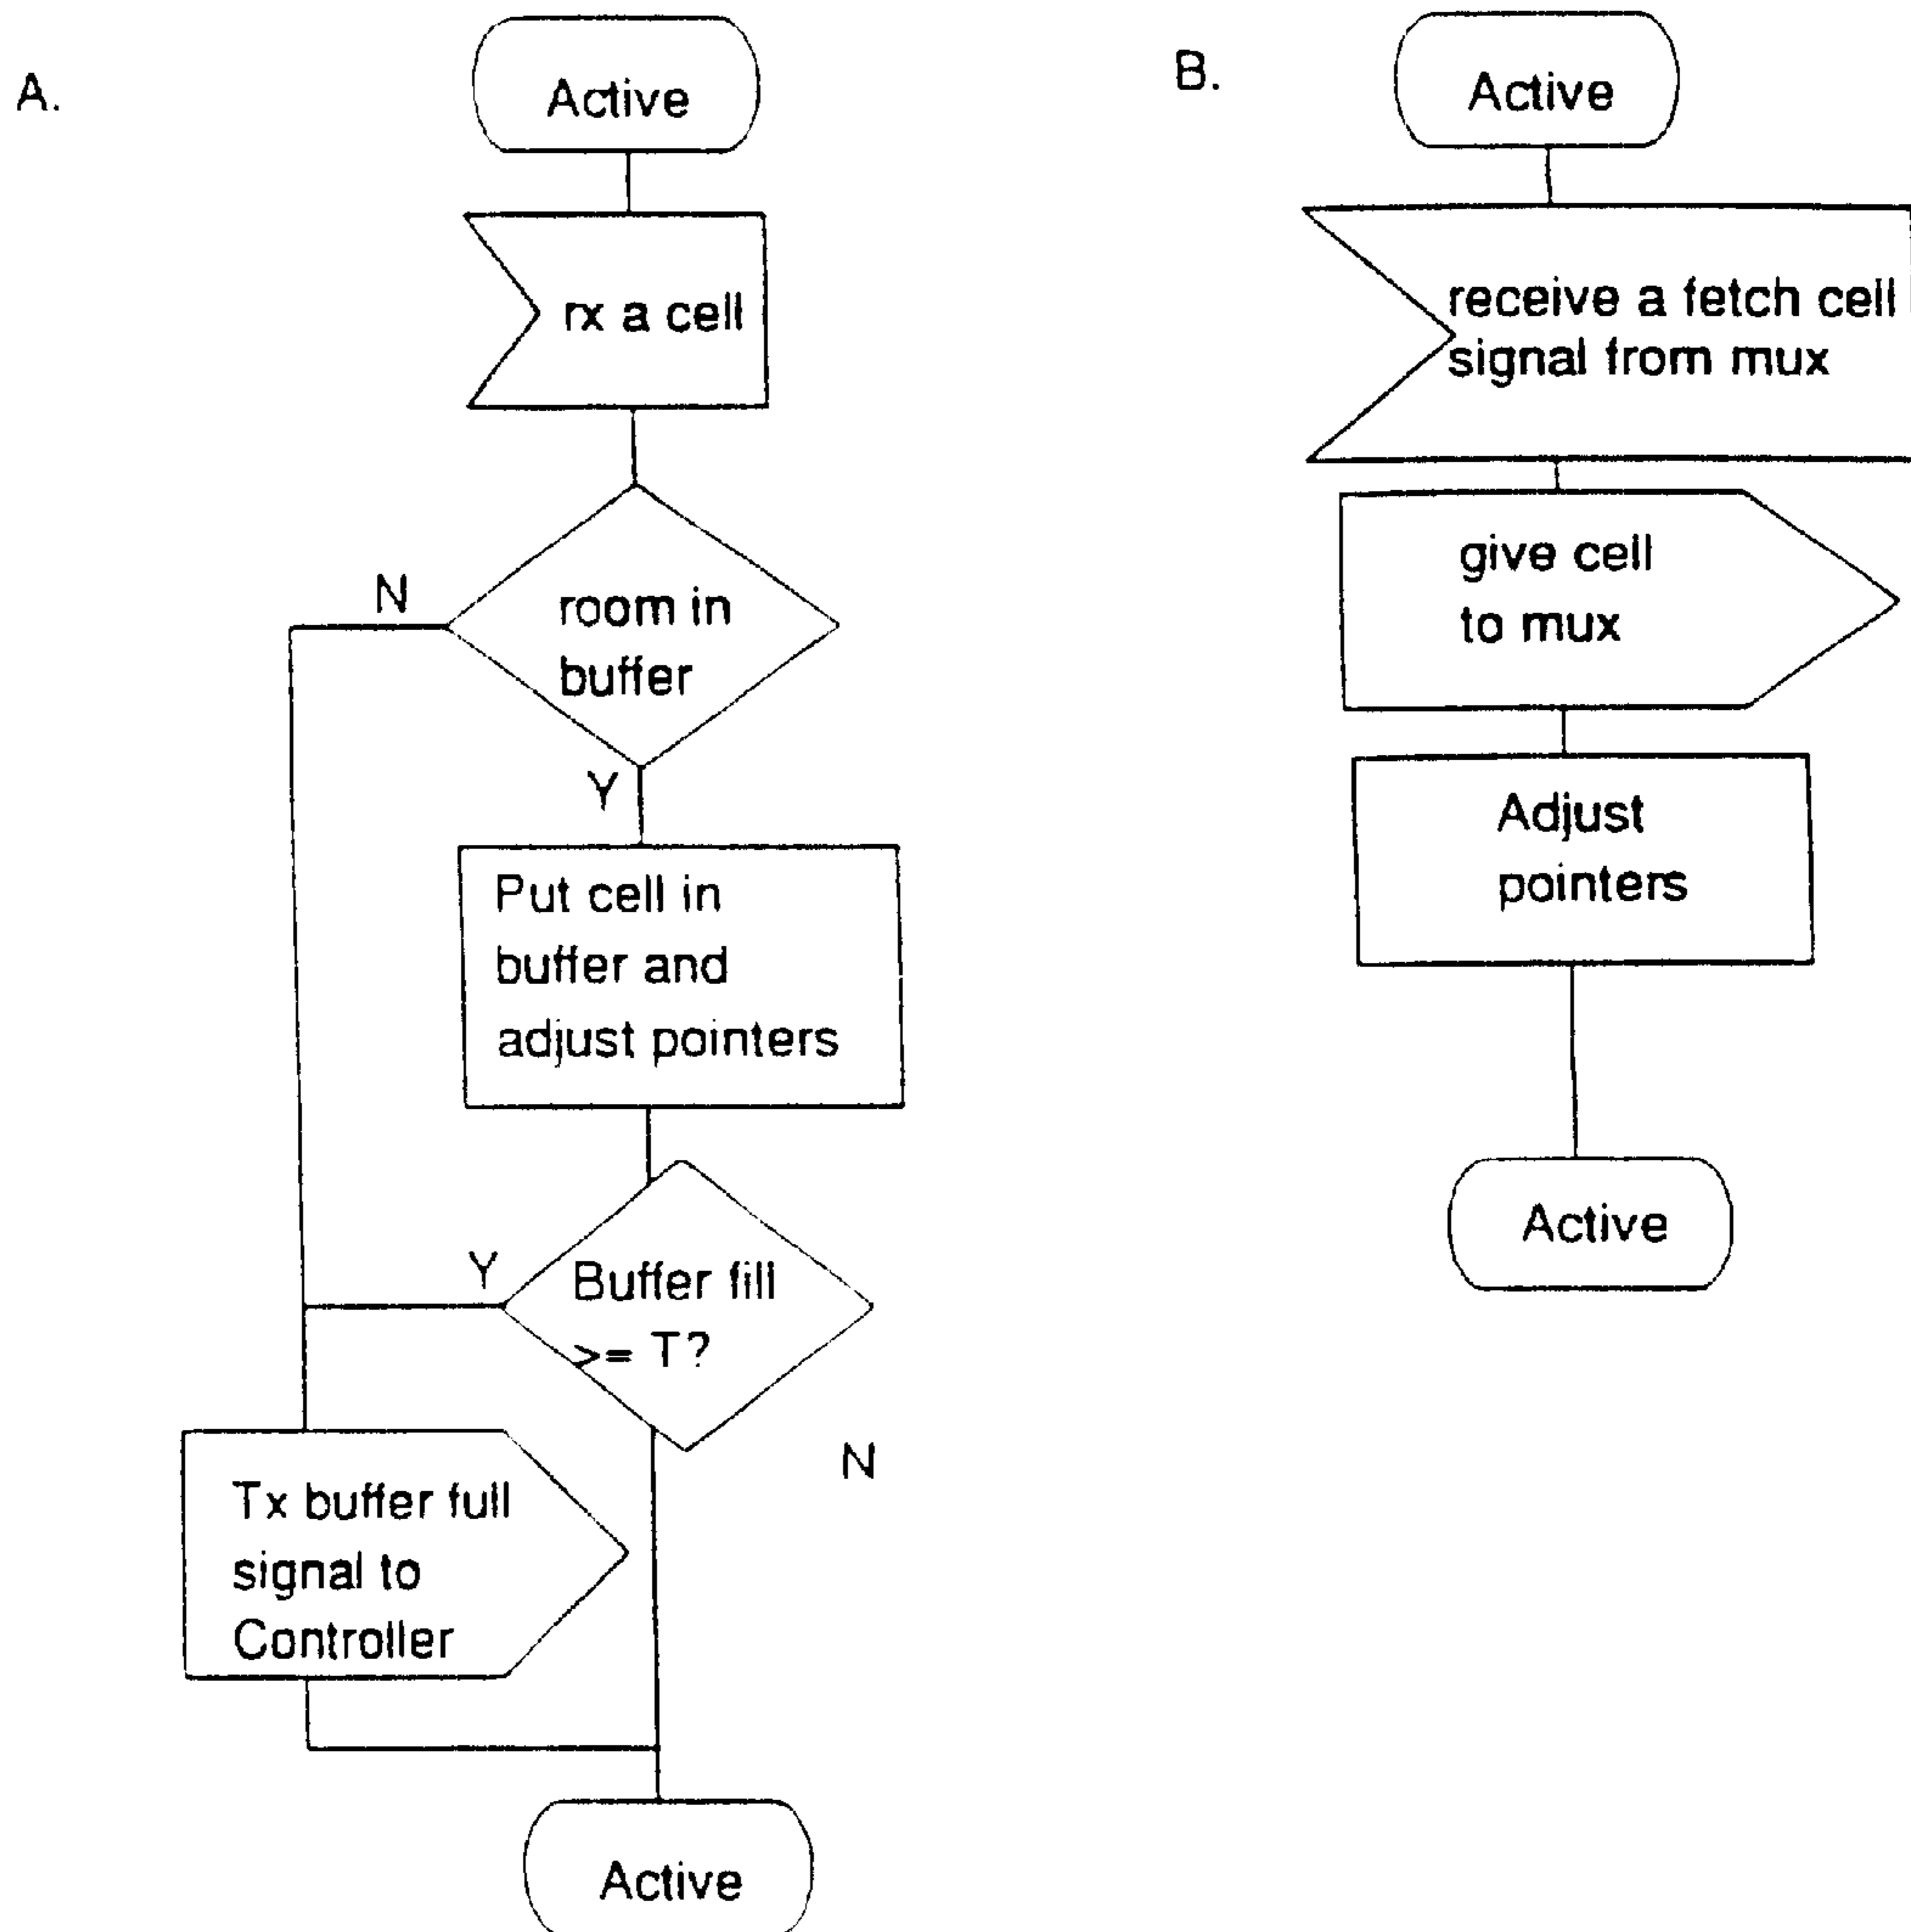 A.
Active
rx a cell
N
room in
buffer
Y
Put cell in
buffer and
adjust pointers
Y
Buffer fill
>= T?
N
Tx buffer full
signal to
Controller
Active
B.
Active
receive a fetch cell
signal from mux
give cell
to mux
Adjust
pointers
Active